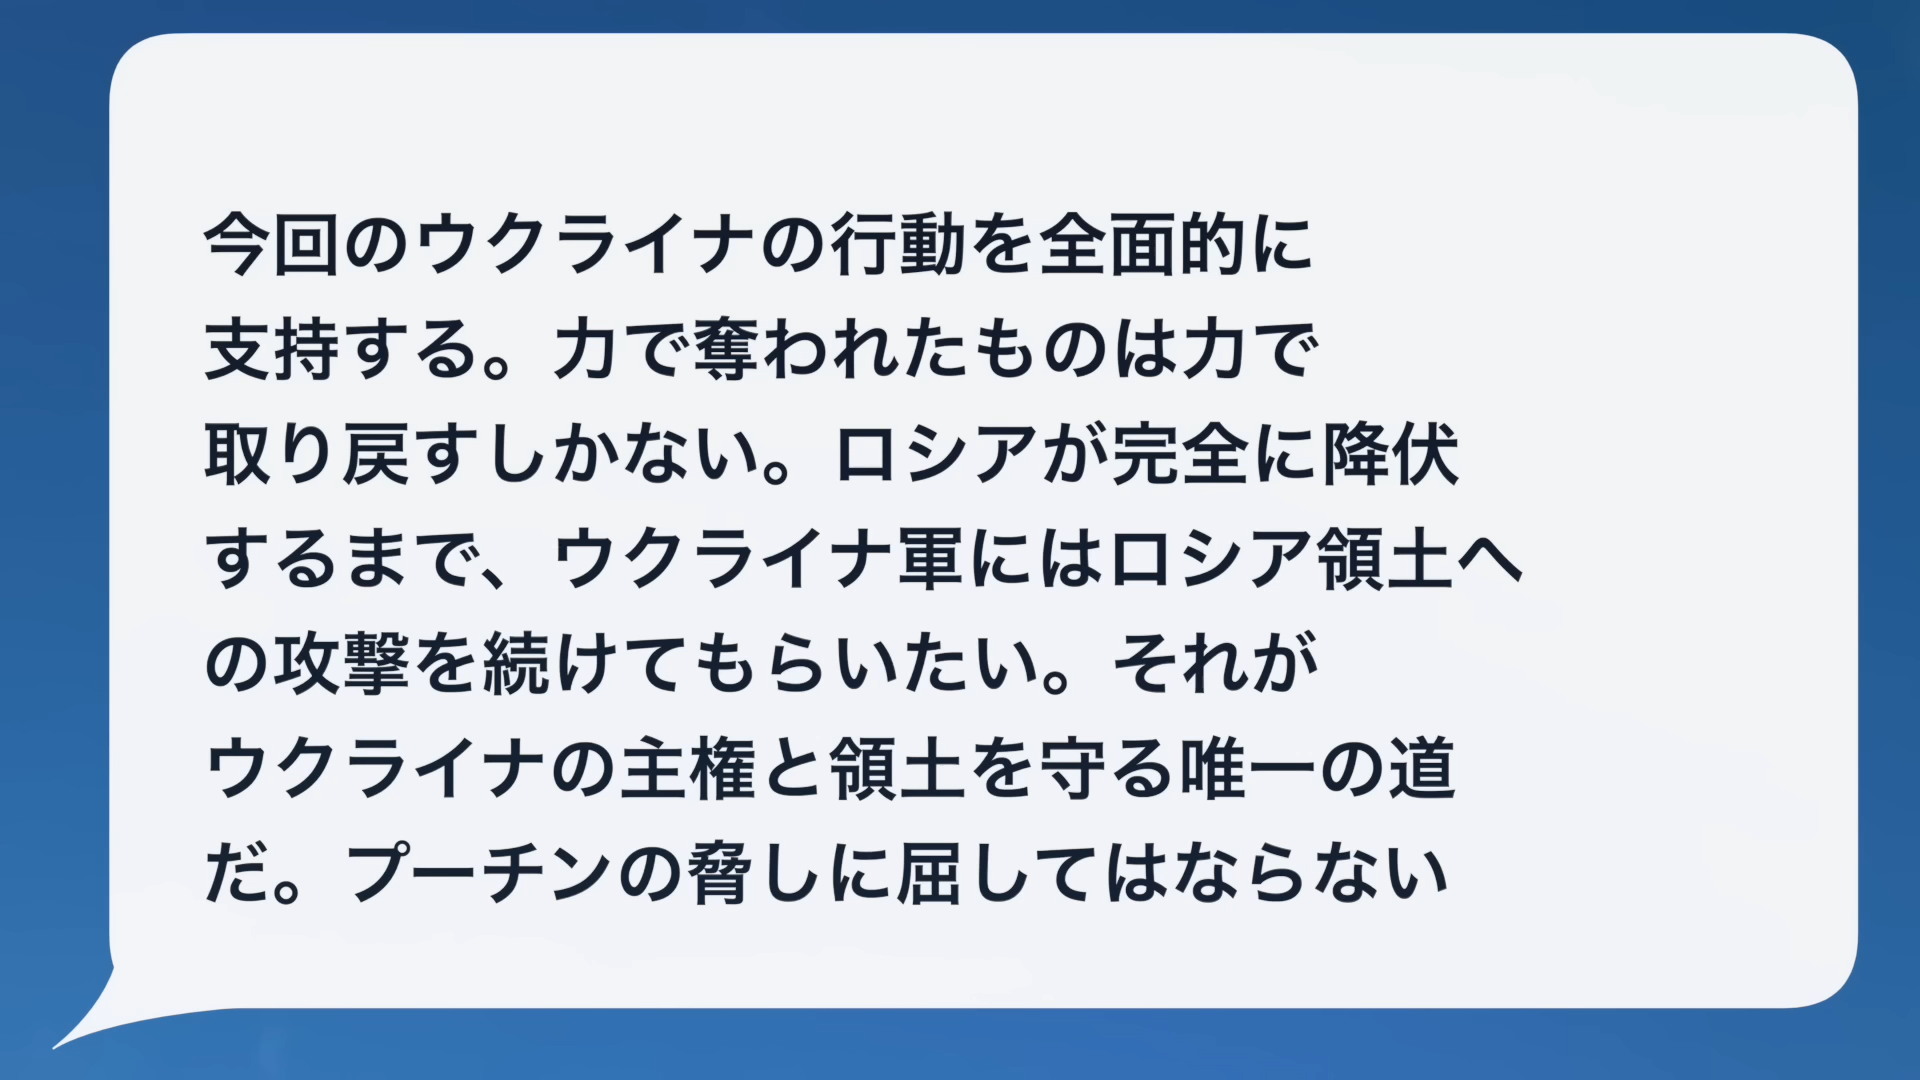 今回のウクライナの行動を全面的に
支持する。力で奪われたものは力で
取り戻すしかない。ロシアが完全に降伏
するまで、ウクライナ軍にはロシア領土へ
の攻撃を続けてもらいたい。それが
ウクライナの主権と領土を守る唯一の道
だ。プーチンの脅しに屈してはならない